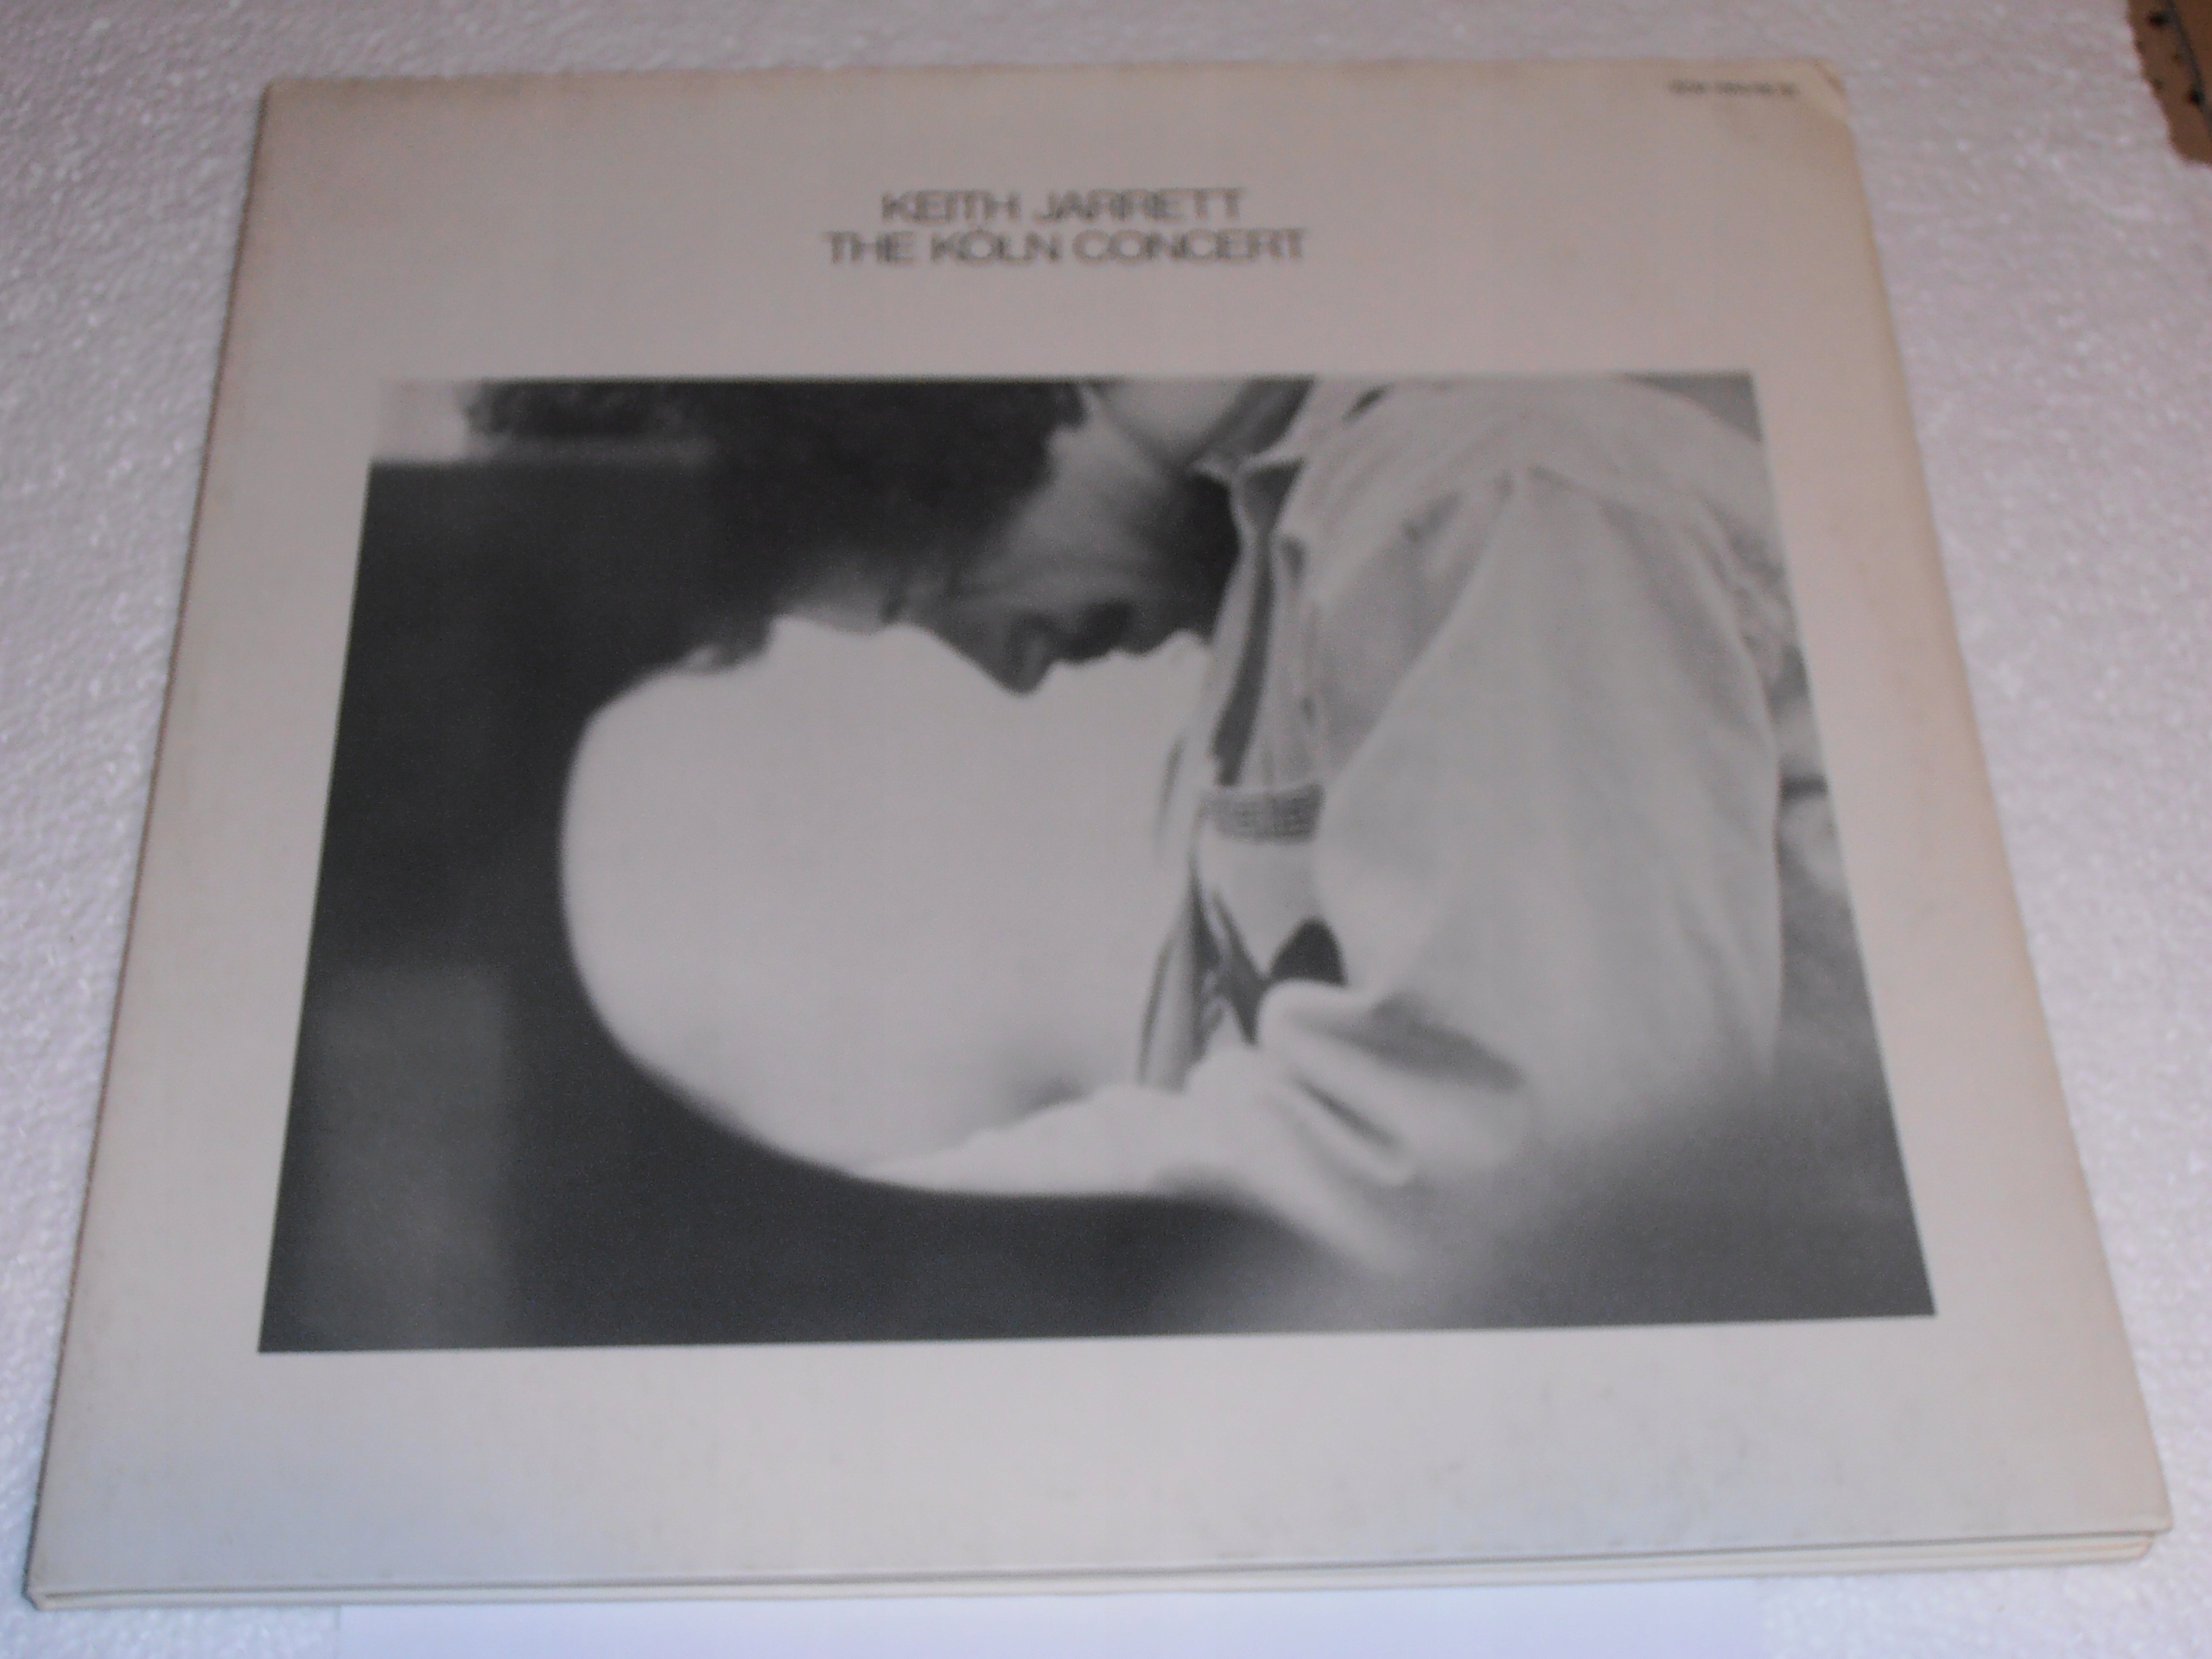 KEITH JARRETT
THE KÖLN CONCERT